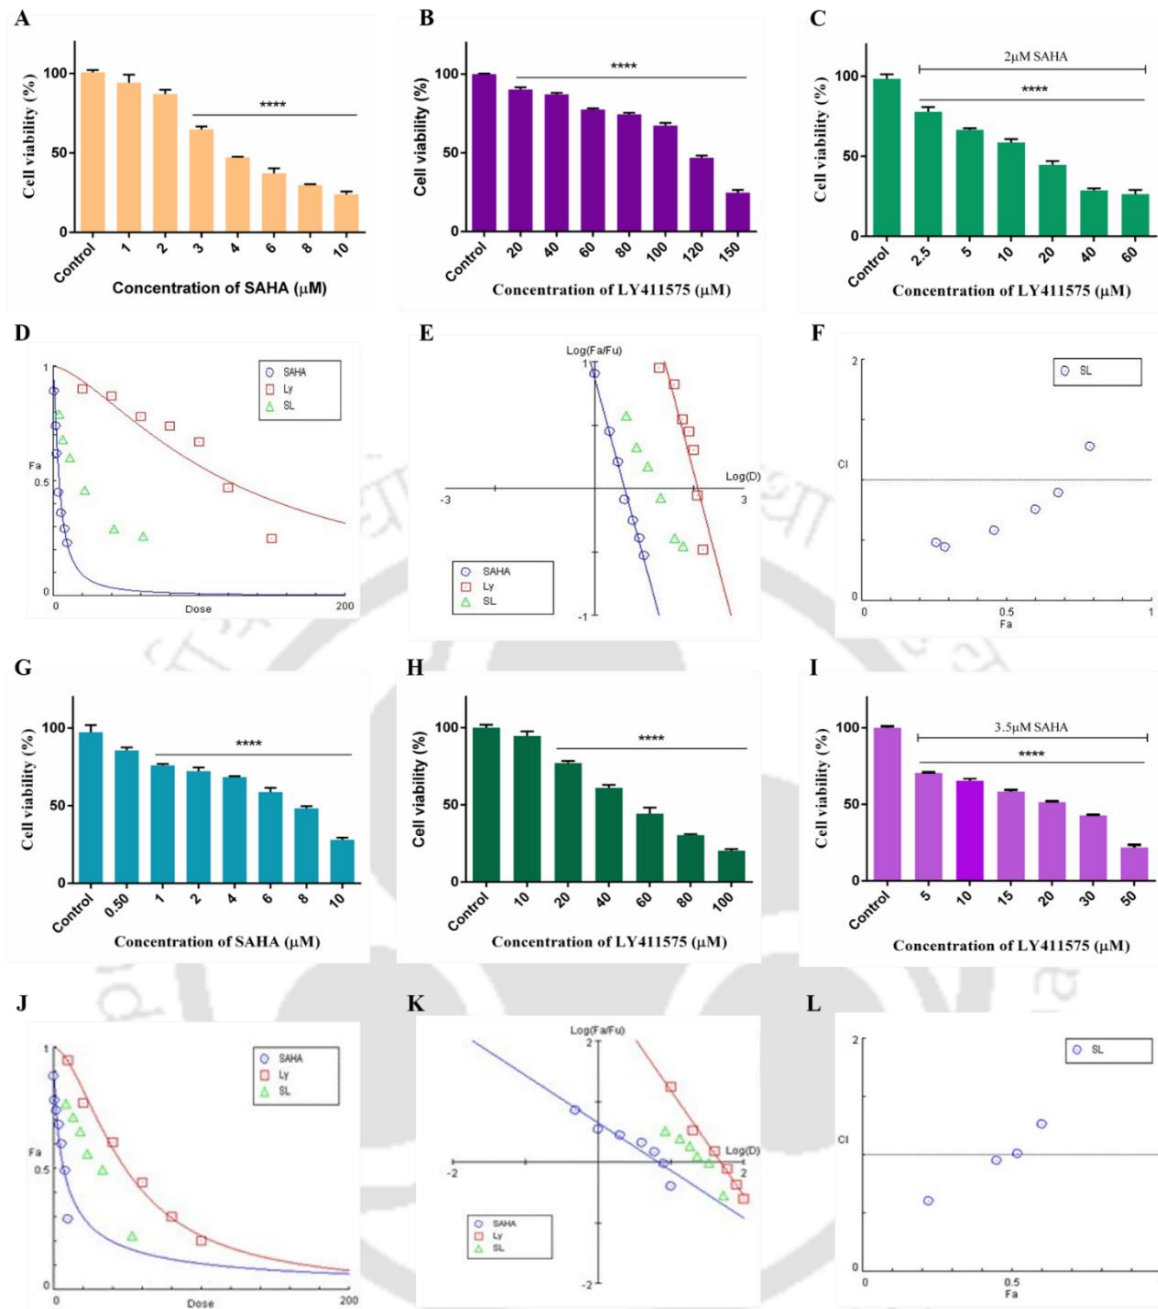 A
B
C
Cell viability (%)
100
50
0
****
Control
1
2
3
4
6
8
10
Concentration of SAHA (μM)
Cell viability (%)
100
50
0
****
Control
20
40
60
80
100
120
150
Concentration of LY411575 (μM)
Cell viability (%)
100
50
0
2μM SAHA
****
Control
2.5
5
10
20
40
60
Concentration of LY411575 (μM)
D
E
F
1
Fa
0.5
0
0
Dose
200
SAHA
Ly
SL
Log(Fa/Fu)
1
Log(D)
-3
3
-1
SAHA
Ly
SL
2
CI
0
0
0.5
1
Fa
SL
G
H
I
Cell viability (%)
100
50
0
****
Control
0.50
1
2
4
6
8
10
Concentration of SAHA (μM)
Cell viability (%)
100
50
0
****
Control
10
20
40
60
80
100
Concentration of LY411575 (μM)
Cell viability (%)
100
50
0
3.5μM SAHA
****
Control
5
10
15
20
30
50
Concentration of LY411575 (μM)
J
K
L
1
Fa
0.5
0
0
Dose
200
SAHA
Ly
SL
Log(Fa/Fu)
2
Log(D)
-2
2
-2
SAHA
Ly
SL
2
CI
0
0
0.5
1
Fa
SL